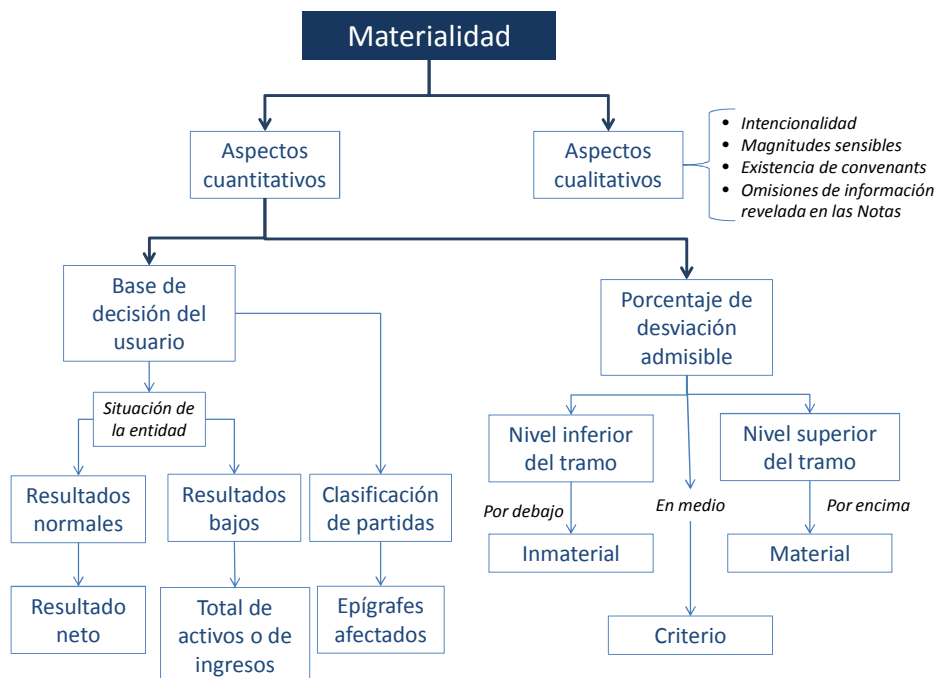 Materialidad
Aspectos
cuantitativos
Aspectos
cualitativos
• Intencionalidad
• Magnitudes sensibles
• Existencia de convenants
• Omisiones de información
revelada en las Notas
Base de
decisión del
usuario
Porcentaje de
desviación
admisible
Situación de
la entidad
Nivel inferior
del tramo
Nivel superior
del tramo
Resultados
normales
Resultados
bajos
Clasificación
de partidas
Por debajo
En medio
Por encima
Inmaterial
Material
Resultado
neto
Total de
activos o de
ingresos
Epígrafes
afectados
Criterio